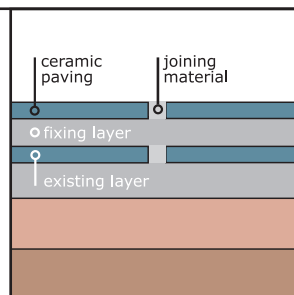 ceramic
paving
joining
material
fixing layer
existing layer